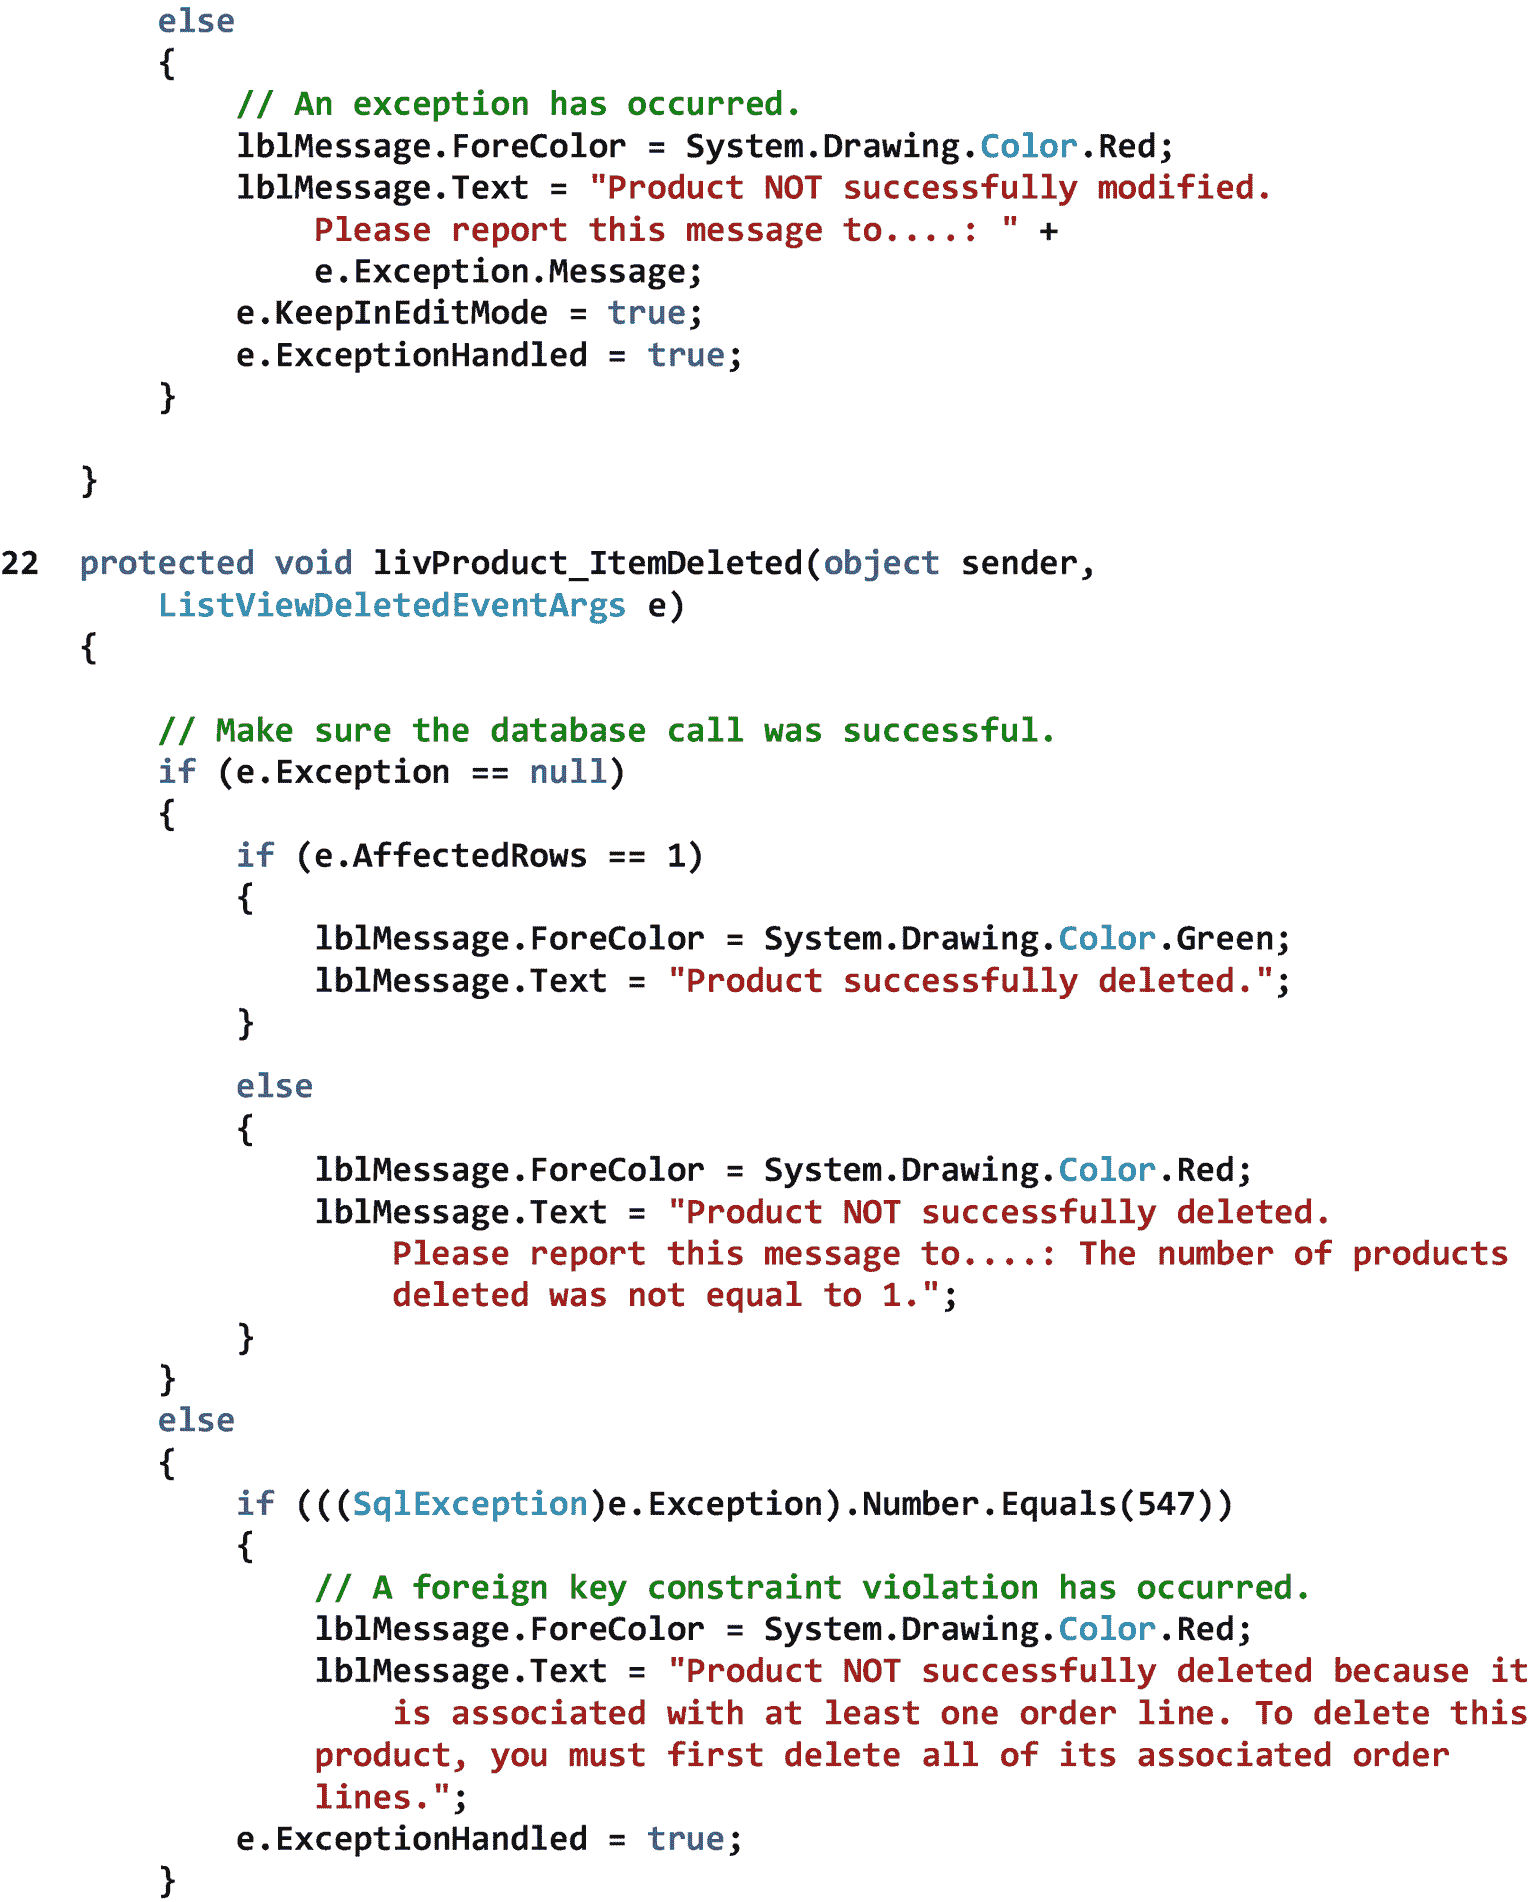 else
{
// An exception has occurred.
lblMessage.ForeColor = System.Drawing.Color.Red;
lblMessage.Text = "Product NOT successfully modified.
Please report this message to....: " +
e.Exception.Message;
e.KeepInEditMode = true;
e.ExceptionHandled = true;
}
}
22 protected void livProduct_ItemDeleted(object sender,
ListViewDeletedEventArgs e)
{
// Make sure the database call was successful.
if (e.Exception == null)
{
if (e.AffectedRows == 1)
{
lblMessage.ForeColor = System.Drawing.Color.Green;
lblMessage.Text = "Product successfully deleted.";
}
else
{
lblMessage.ForeColor = System.Drawing.Color.Red;
lblMessage.Text = "Product NOT successfully deleted.
Please report this message to....: The number of products
deleted was not equal to 1.";
}
}
else
{
if (((SqlException)e.Exception).Number.Equals(547))
{
// A foreign key constraint violation has occurred.
lblMessage.ForeColor = System.Drawing.Color.Red;
lblMessage.Text = "Product NOT successfully deleted because it
is associated with at least one order line. To delete this
product, you must first delete all of its associated order
lines.";
e.ExceptionHandled = true;
}